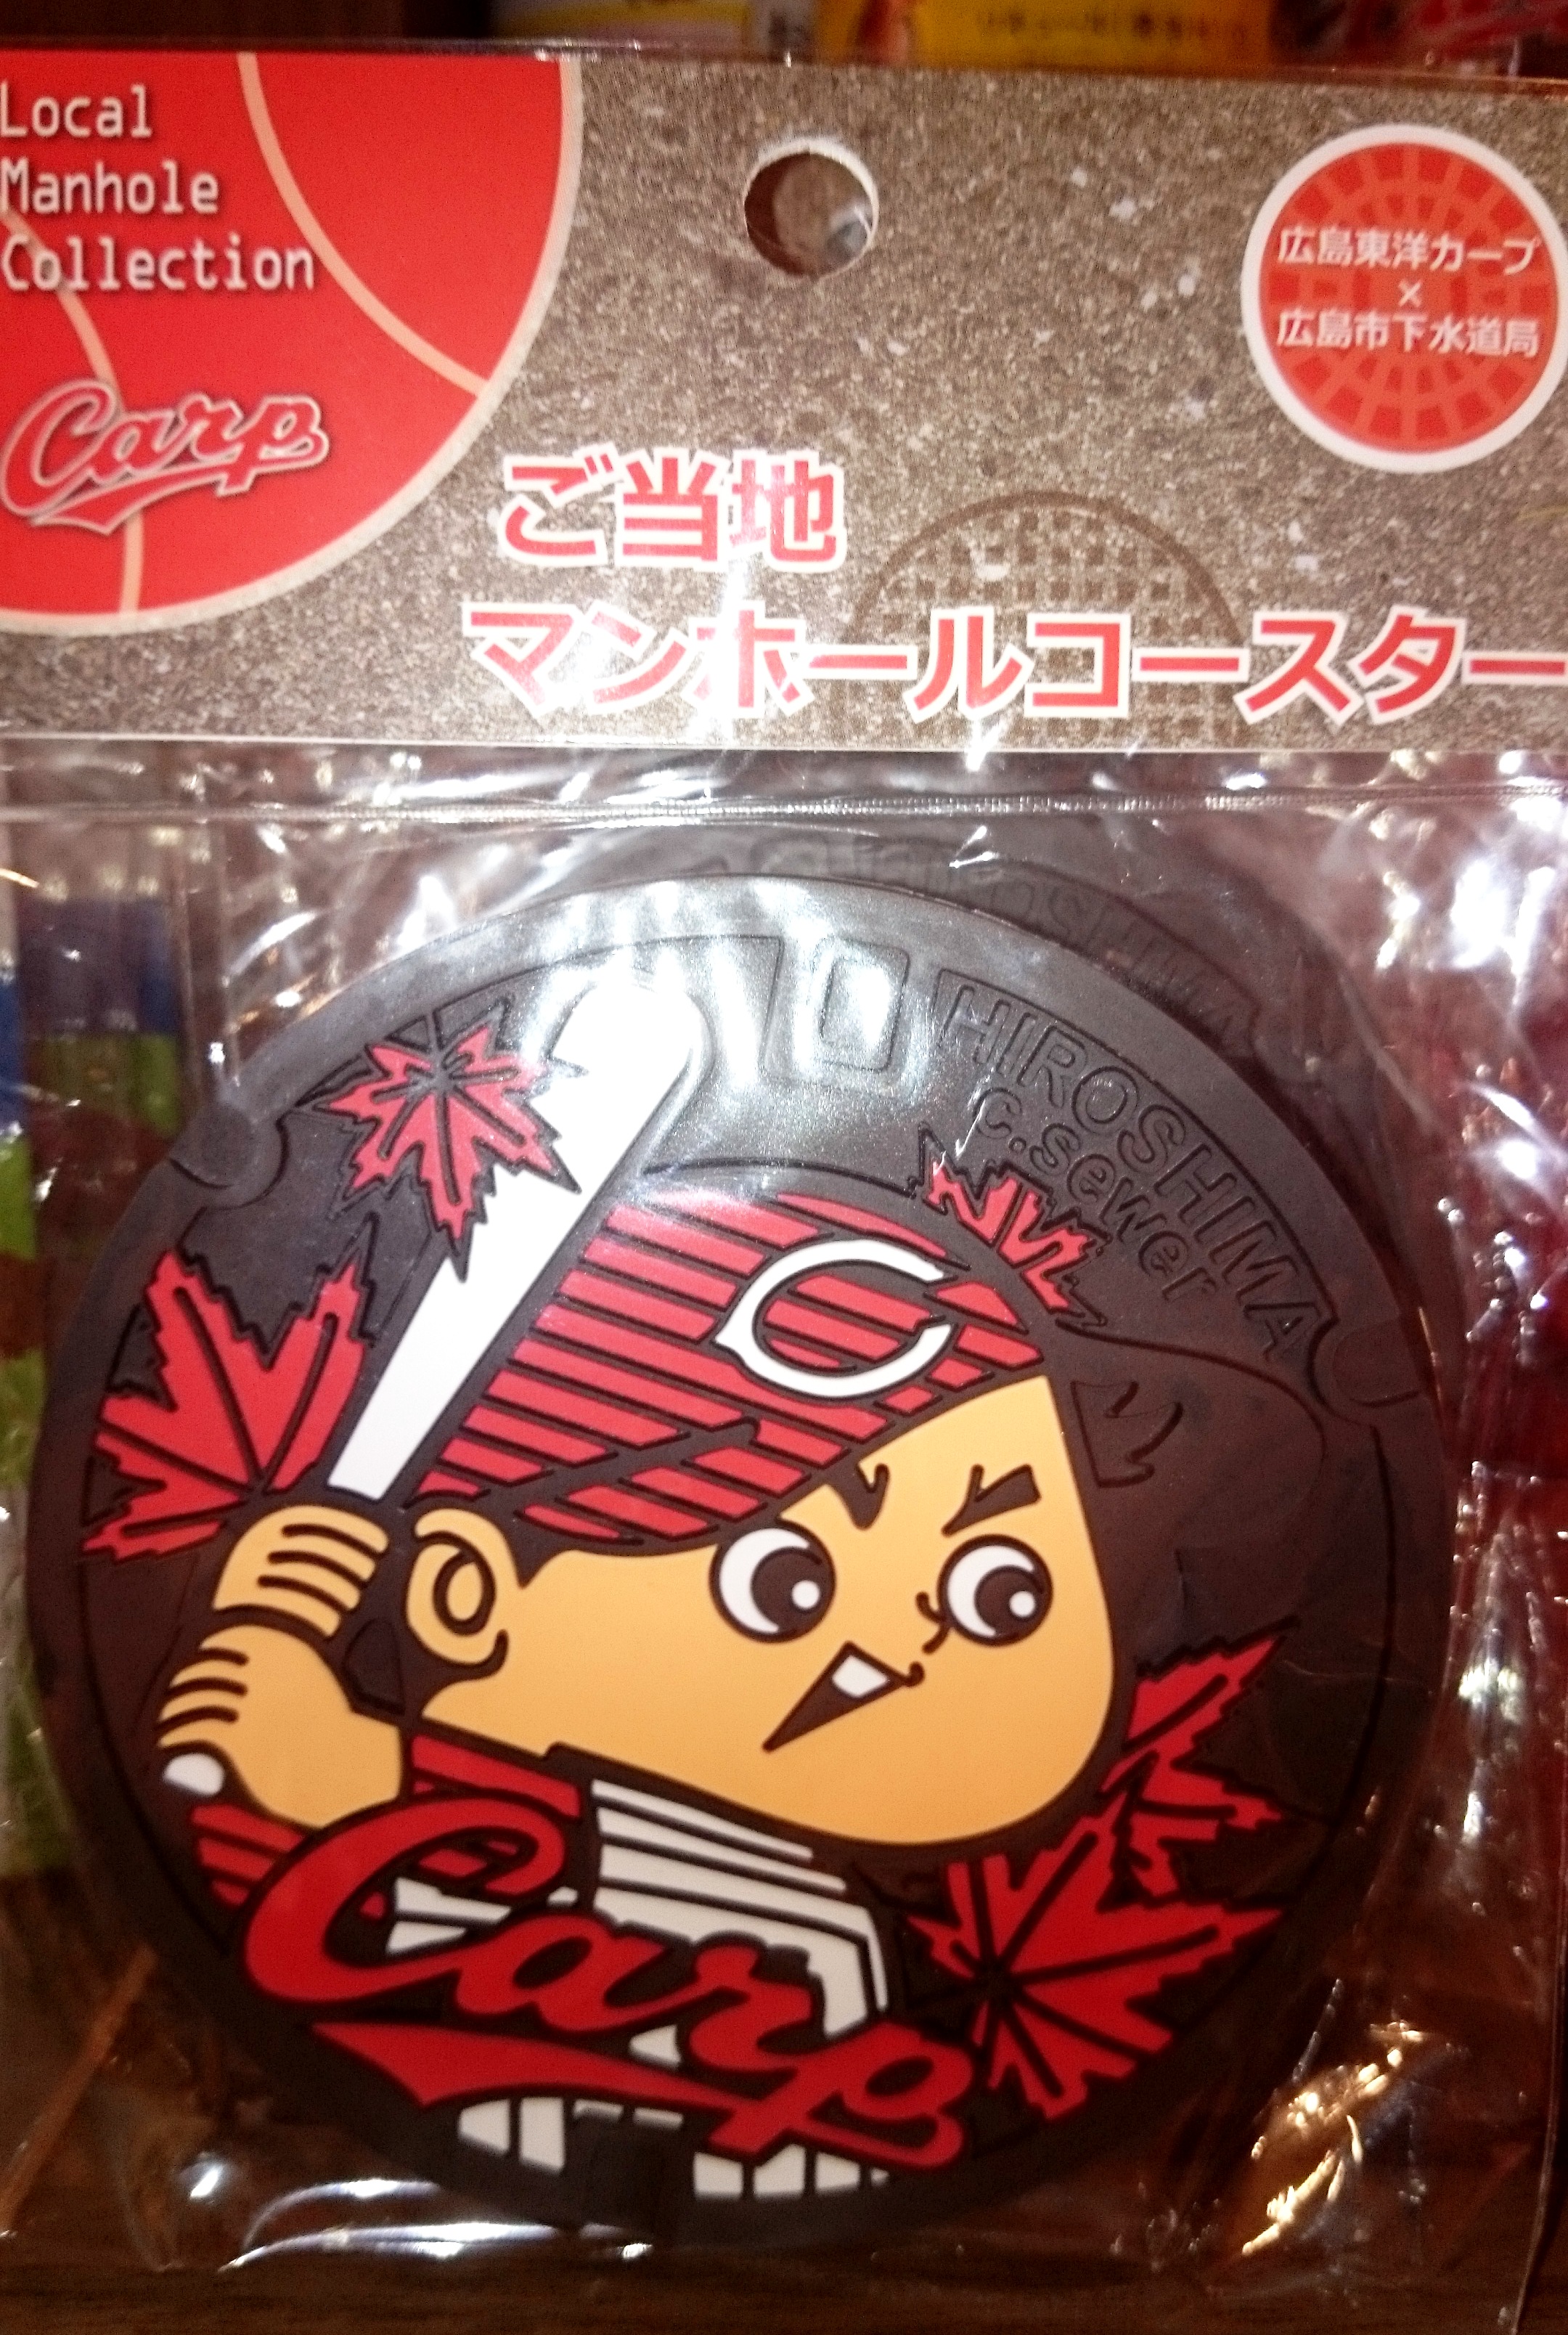 Local
Manhole
Collection
Carp
広島東洋カープ
×
広島市下水道局
ご当地
マンホールコースター
HIROSHIMA
c.sewer
C
Carp